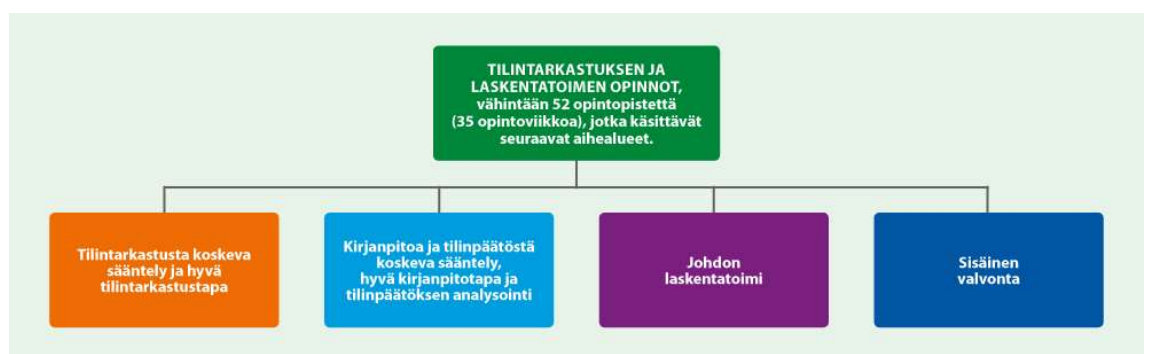 TILINTARKASTUKSEN JA
LASKENTATOIMEN OPINNOT,
vähintään 52 opintopistettä
(35 opintoviikkoa), jotka käsittävät
seuraavat aihealueet.
Tilintarkastusta koskeva
sääntely ja hyvä
tilintarkastustapa
Kirjanpitoa ja tilinpäätöstä
koskeva sääntely,
hyvä kirjanpitotapa ja
tilinpäätöksen analysointi
Johdon
laskentatoimi
Sisäinen
valvonta